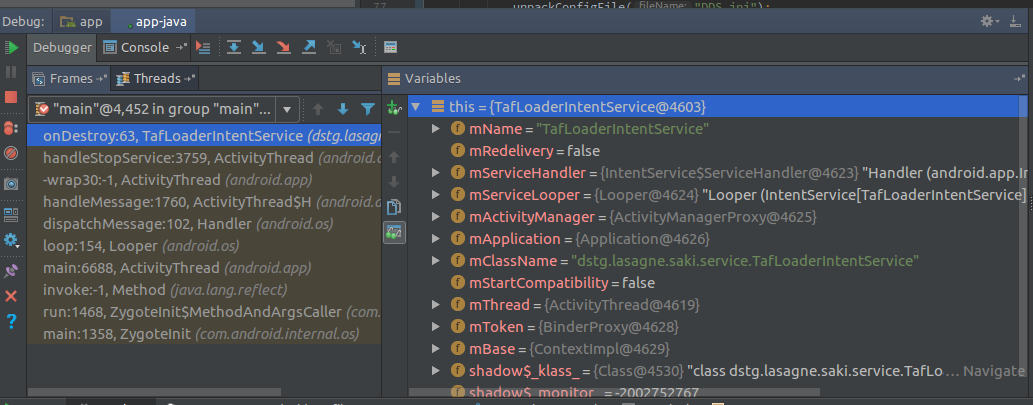 77 unpackConfigFile( fileName: "DDS.ini");
Debug: app app-java
Debugger Console
Frames Threads
"main"@4,452 in group "main"...
onDestroy:63, TafLoaderIntentService (dstg.lasagne
handleStopService:3759, ActivityThread (android.a
-wrap30:-1, ActivityThread (android.app)
handleMessage:1760, ActivityThread$H (android.
dispatchMessage:102, Handler (android.os)
loop:154, Looper (android.os)
main:6688, ActivityThread (android.app)
invoke:-1, Method (java.lang.reflect)
run:1468, ZygoteInit$MethodAndArgsCaller (com.
main:1358, ZygoteInit (com.android.internal.os)
Variables
this = {TafLoaderIntentService@4603}
mName = "TafLoaderIntentService"
mRedelivery = false
mServiceHandler = {IntentService$ServiceHandler@4623} "Handler (android.app.In
mServiceLooper = {Looper@4624} "Looper (IntentService[TafLoaderIntentService]
mActivityManager = {ActivityManagerProxy@4625}
mApplication = {Application@4626}
mClassName = "dstg.lasagne.saki.service.TafLoaderIntentService"
mStartCompatibility = false
mThread = {ActivityThread@4619}
mToken = {BinderProxy@4628}
mBase = {ContextImpl@4629}
shadow$_klass_ = {Class@4530} "class dstg.lasagne.saki.service.TafLo... Navigate
shadow$_monitor_ = -2002752767